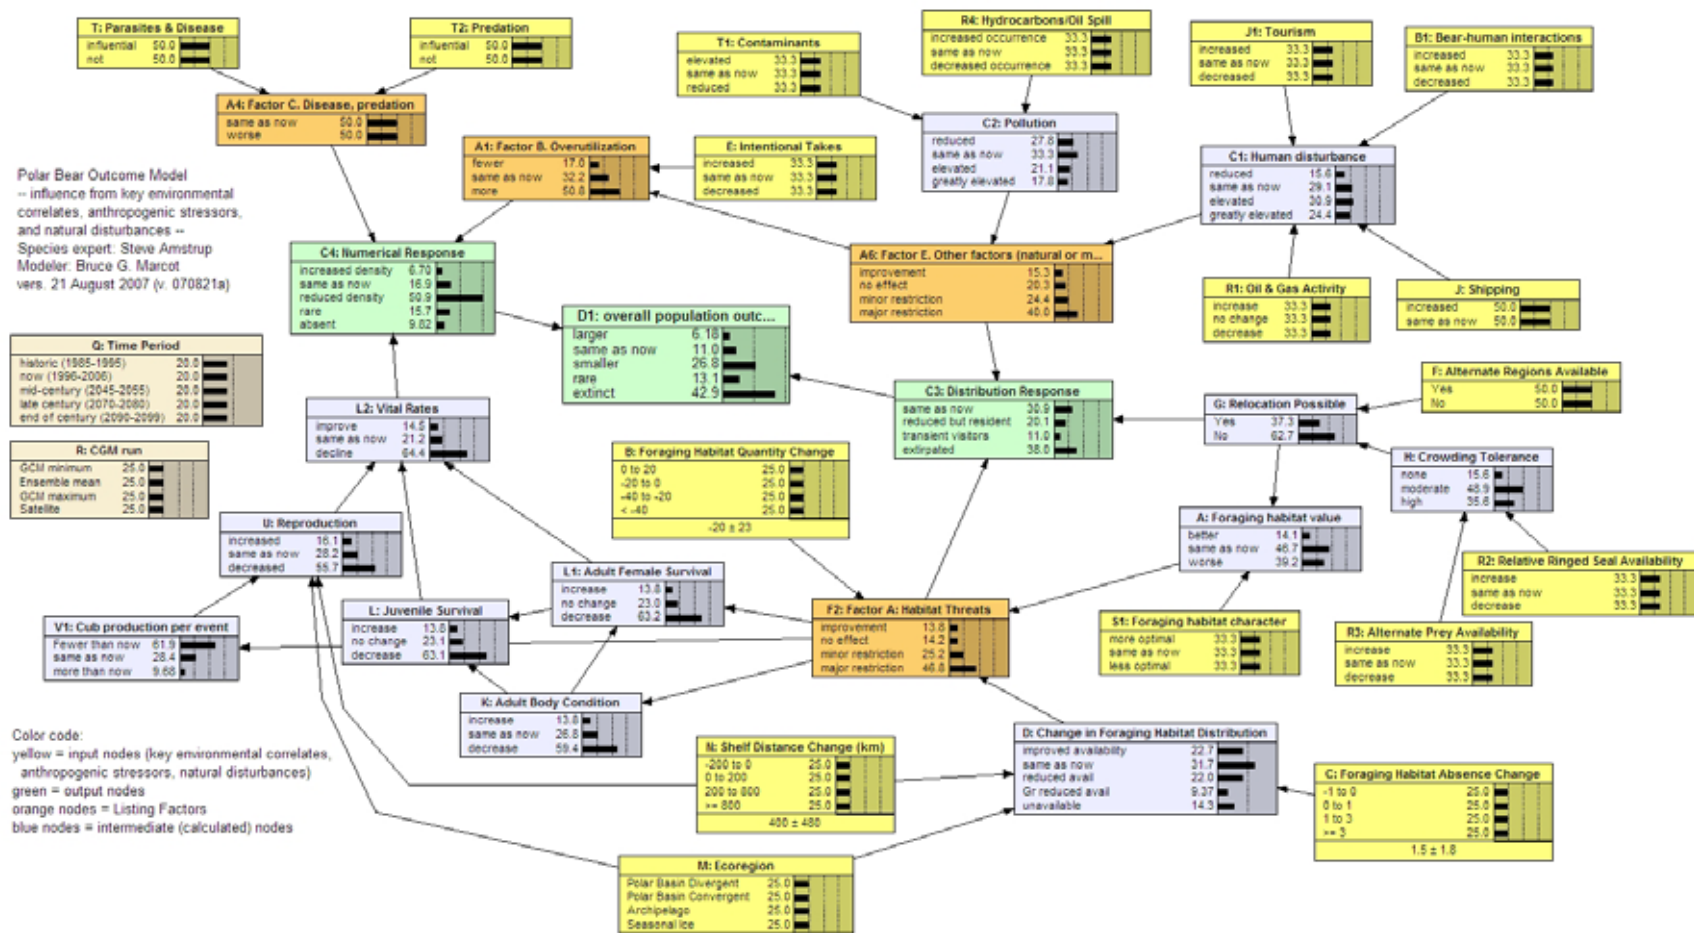 T: Parasites & Disease
influential 50.0
not 50.0
T2: Predation
influential 50.0
not 50.0
T1: Contaminants
elevated 33.3
same as now 33.3
reduced 33.3
R4: Hydrocarbons/Oil Spill
increased occurrence 33.3
same as now 33.3
decreased occurrence 33.3
J1: Tourism
increased 33.3
same as now 33.3
decreased 33.3
B1: Bear-human interactions
increased 33.3
same as now 33.3
decreased 33.3
A4: Factor C. Disease, predation
same as now 50.0
worse 50.0
A1: Factor B. Overutilization
fewer 17.0
same as now 32.2
more 50.8
E: Intentional Takes
increased 33.3
same as now 33.3
decreased 33.3
C2: Pollution
reduced 27.8
same as now 33.3
elevated 21.1
greatly elevated 17.8
C1: Human disturbance
reduced 15.6
same as now 29.1
elevated 30.9
greatly elevated 24.4
Polar Bear Outcome Model
-- influence from key environmental
correlates, anthropogenic stressors,
and natural disturbances --
Species expert: Steve Amstrup
Modeler: Bruce G. Marcot
vers. 21 August 2007 (v. 070821a)
C4: Numerical Response
increased density 6.70
same as now 16.9
reduced density 50.9
rare 15.7
absent 9.82
A6: Factor E. Other factors (natural or m...
improvement 15.3
no effect 20.3
minor restriction 24.4
major restriction 40.0
R1: Oil & Gas Activity
increase 33.3
no change 33.3
decrease 33.3
J: Shipping
increased 50.0
same as now 50.0
D1: overall population outc...
larger 6.18
same as now 11.0
smaller 26.8
rare 13.1
extinct 42.9
Q: Time Period
historic (1985-1995) 20.0
now (1996-2006) 20.0
mid-century (2045-2055) 20.0
late century (2070-2080) 20.0
end of century (2090-2099) 20.0
C3: Distribution Response
same as now 30.9
reduced but resident 20.1
transient visitors 11.0
extirpated 38.0
F: Alternate Regions Available
Yes 50.0
No 50.0
G: Relocation Possible
Yes 37.3
No 62.7
L2: Vital Rates
improve 14.5
same as now 21.2
decline 64.4
R: CGM run
GCM minimum 25.0
Ensemble mean 25.0
GCM maximum 25.0
Satellite 25.0
B: Foraging Habitat Quantity Change
0 to 20 25.0
-20 to 0 25.0
-40 to -20 25.0
< -40 25.0
-20 ± 23
H: Crowding Tolerance
none 15.6
moderate 48.9
high 35.6
U: Reproduction
increased 16.1
same as now 28.2
decreased 55.7
A: Foraging habitat value
better 14.1
same as now 46.7
worse 39.2
R2: Relative Ringed Seal Availability
increase 33.3
same as now 33.3
decrease 33.3
L1: Adult Female Survival
increase 13.8
no change 23.0
decrease 63.2
L: Juvenile Survival
increase 13.8
no change 23.1
decrease 63.1
F2: Factor A: Habitat Threats
improvement 13.8
no effect 14.2
minor restriction 25.2
major restriction 46.8
S1: Foraging habitat character
more optimal 33.3
same as now 33.3
less optimal 33.3
R3: Alternate Prey Availability
increase 33.3
same as now 33.3
decrease 33.3
V1: Cub production per event
Fewer than now 61.9
same as now 28.4
more than now 9.68
K: Adult Body Condition
increase 13.8
same as now 26.8
decrease 59.4
Color code:
yellow = input nodes (key environmental correlates,
anthropogenic stressors, natural disturbances)
green = output nodes
orange nodes = Listing Factors
blue nodes = intermediate (calculated) nodes
N: Shelf Distance Change (km)
-200 to 0 25.0
0 to 200 25.0
200 to 800 25.0
>= 800 25.0
400 ± 480
D: Change in Foraging Habitat Distribution
improved availability 22.7
same as now 31.7
reduced avail 22.0
Gr reduced avail 9.37
unavailable 14.3
C: Foraging Habitat Absence Change
-1 to 0 25.0
0 to 1 25.0
1 to 3 25.0
>= 3 25.0
1.5 ± 1.8
M: Ecoregion
Polar Basin Divergent 25.0
Polar Basin Convergent 25.0
Archipelago 25.0
Seasonal Ice 25.0